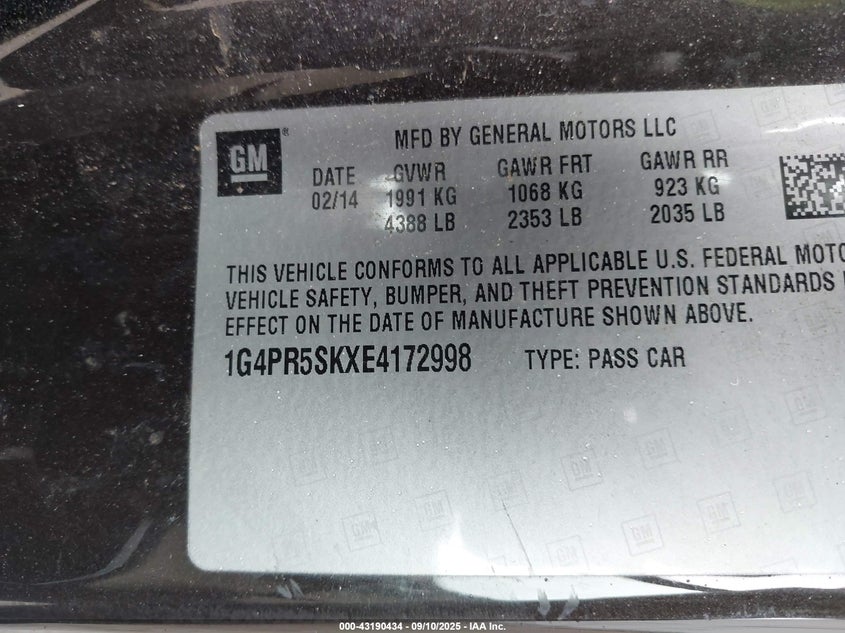 GM ®
MFD BY GENERAL MOTORS LLC
DATE GVWR GAWR FRT GAWR RR
02/14 1991 KG 1068 KG 923 KG
4388 LB 2353 LB 2035 LB
THIS VEHICLE CONFORMS TO ALL APPLICABLE U.S. FEDERAL MOTO
VEHICLE SAFETY, BUMPER, AND THEFT PREVENTION STANDARDS
EFFECT ON THE DATE OF MANUFACTURE SHOWN ABOVE.
1G4PR5SKXE4172998 TYPE: PASS CAR
000-43190434 - 09/10/2025 - IAA Inc.